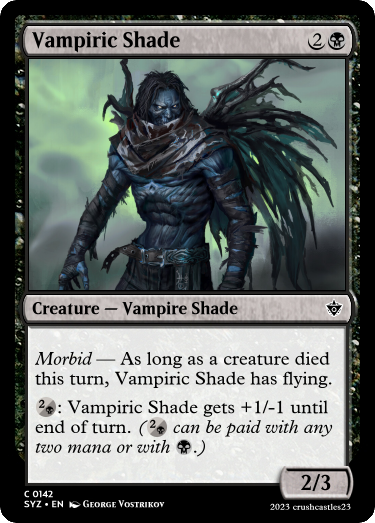 Vampiric Shade 2
Creature — Vampire Shade
Morbid — As long as a creature died
this turn, Vampiric Shade has flying.
2: Vampiric Shade gets +1/-1 until
end of turn. (2 can be paid with any
two mana or with .)
2/3
C 0142
SYZ • EN George Vostrikov
2023 crushcastles23